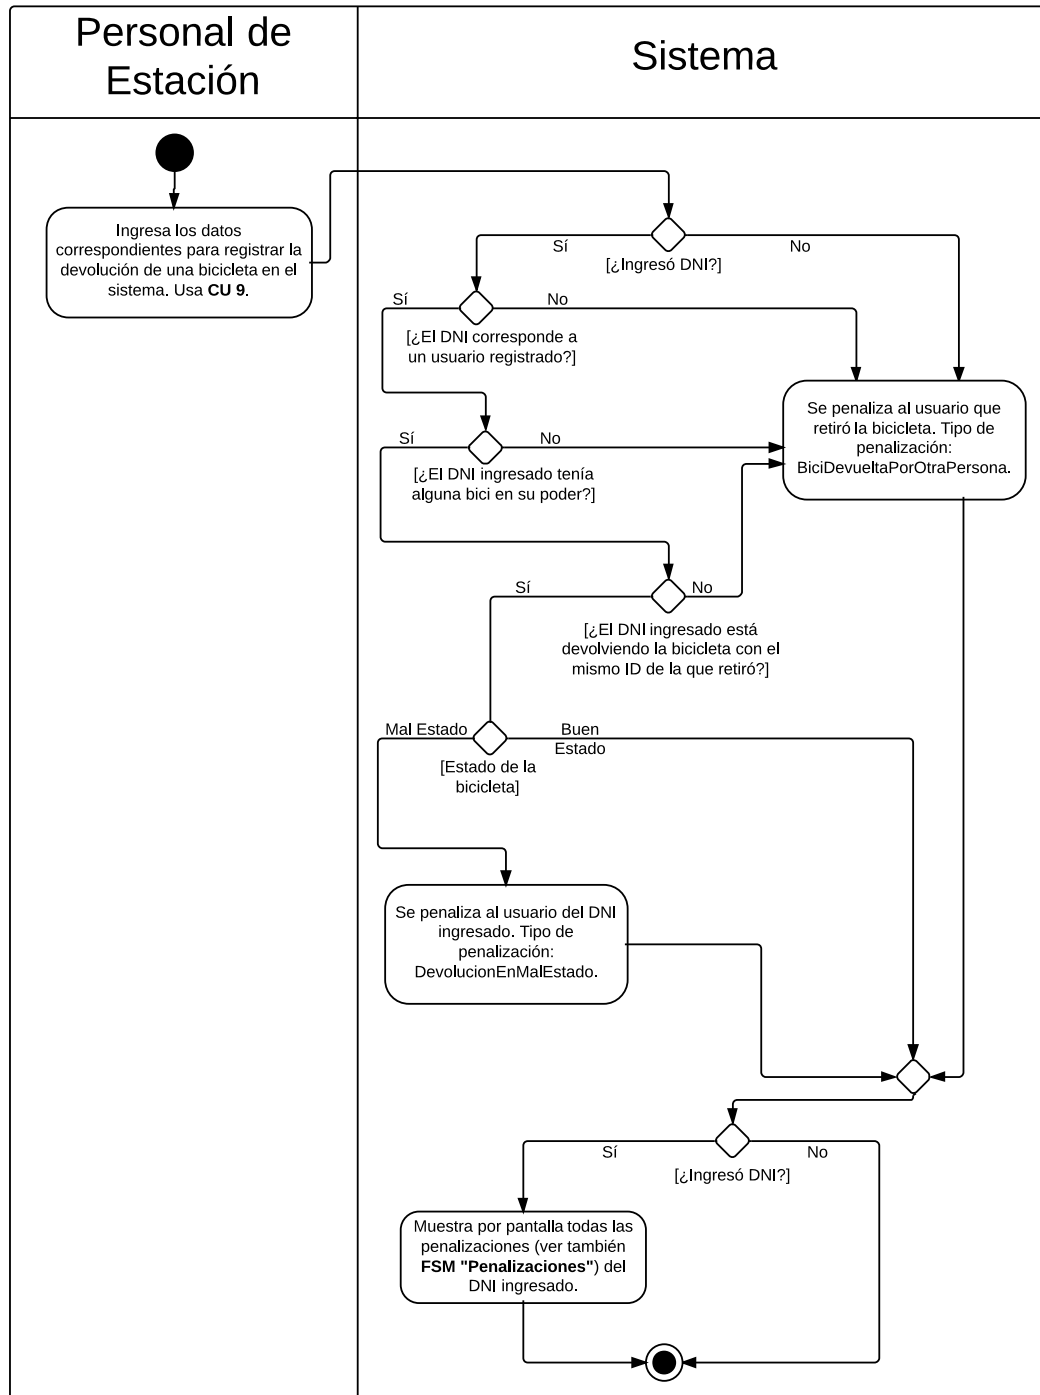 Personal de
Estación
Sistema
Ingresa los datos
correspondientes para registrar la
devolución de una bicicleta en el
sistema. Usa CU 9.
Sí
No
[¿Ingresó DNI?]
Sí
No
[¿El DNI corresponde a
un usuario registrado?]
Se penaliza al usuario que
retiró la bicicleta. Tipo de
penalización:
BiciDevueltaPorOtraPersona.
Sí
No
[¿El DNI ingresado tenía
alguna bici en su poder?]
Sí
No
[¿El DNI ingresado está
devolviendo la bicicleta con el
mismo ID de la que retiró?]
Mal Estado
Buen
Estado
[Estado de la
bicicleta]
Se penaliza al usuario del DNI
ingresado. Tipo de
penalización:
DevolucionEnMalEstado.
Sí
No
[¿Ingresó DNI?]
Muestra por pantalla todas las
penalizaciones (ver también
FSM "Penalizaciones") del
DNI ingresado.